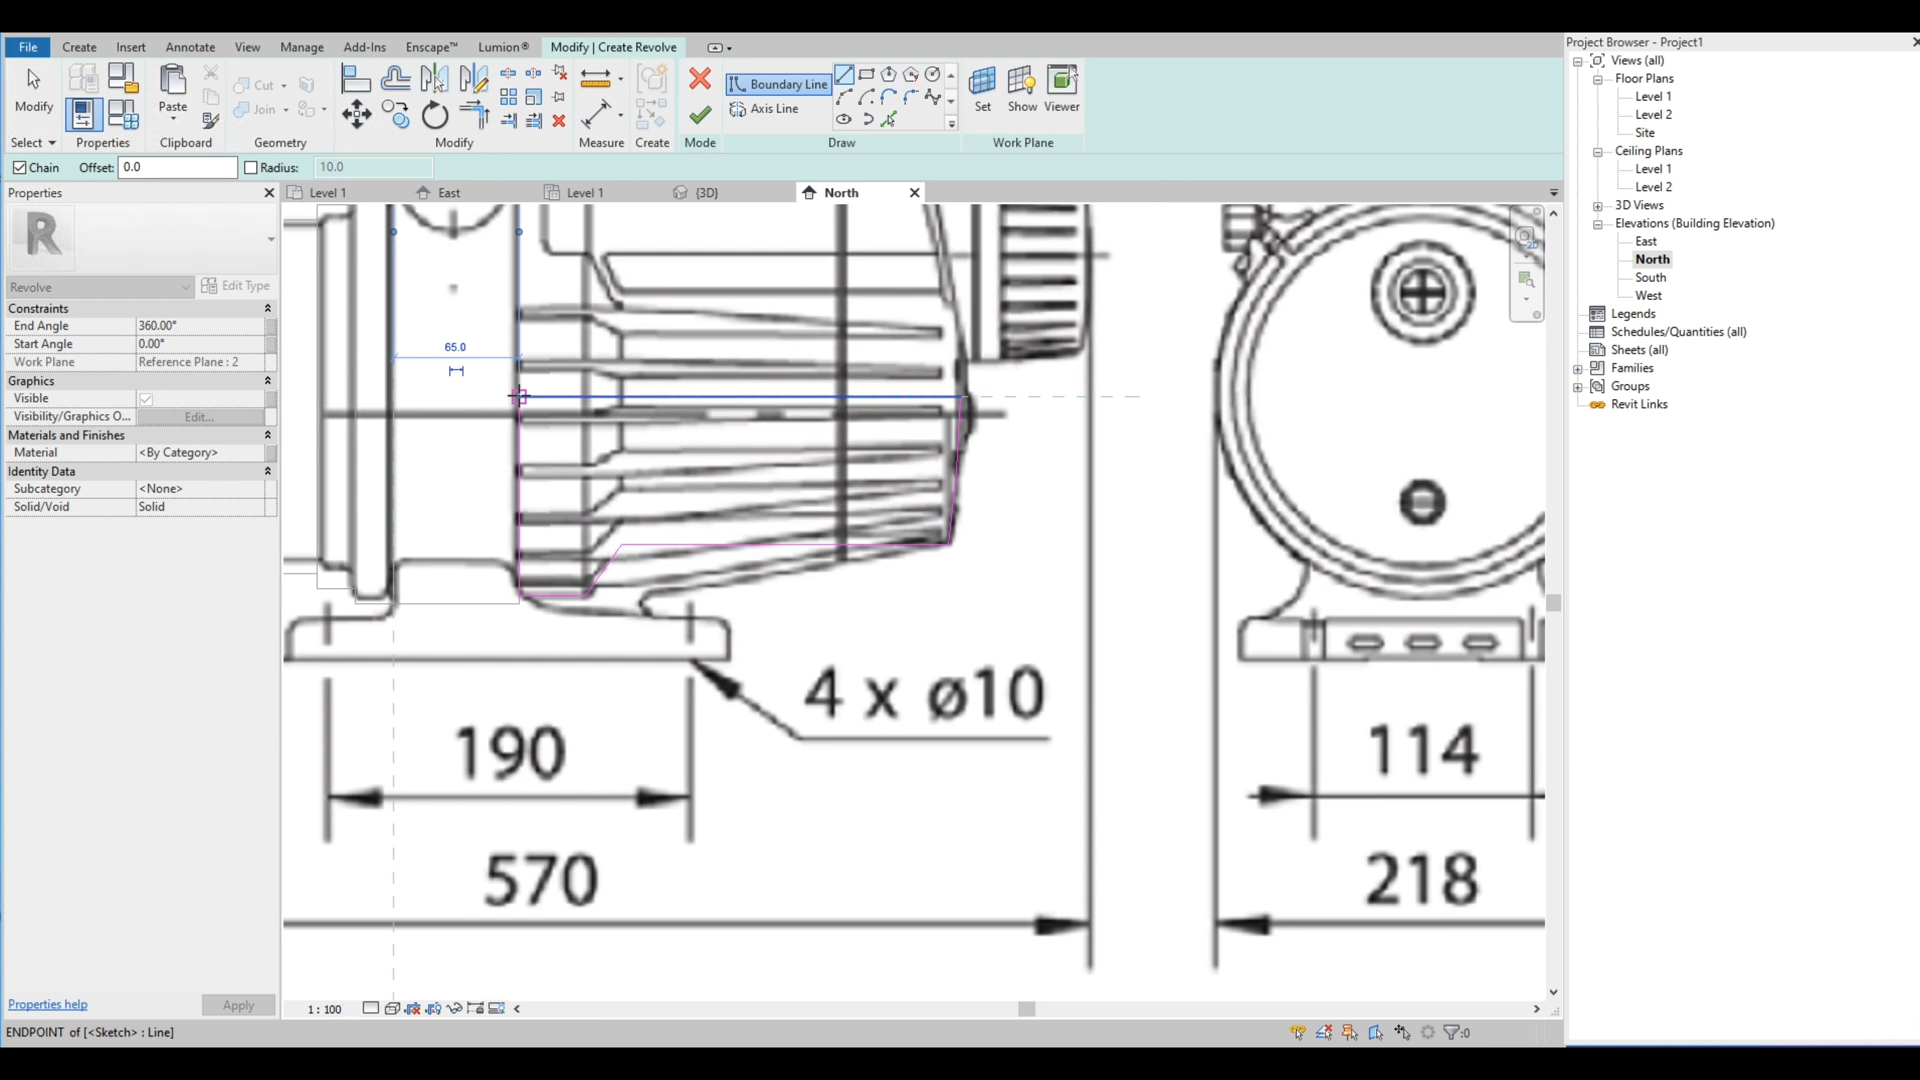 File Create Insert Annotate View Manage Add-Ins Enscape™ Lumion® Modify | Create Revolve
Modify
Paste
Cut
Join
Boundary Line
Axis Line
Set Show Viewer
Select Properties Clipboard Geometry Modify Measure Create Mode Draw Work Plane
Chain Offset: 0.0 Radius: 10.0
Properties
Level 1 East Level 1 {3D} North
R
Revolve Edit Type
Constraints
End Angle 360.00°
Start Angle 0.00°
Work Plane Reference Plane : 2
Graphics
Visible
Visibility/Graphics O... Edit...
Materials and Finishes
Material <By Category>
Identity Data
Subcategory <None>
Solid/Void Solid
Properties help Apply
65.0
4 x ø10
190
114
570
218
2D
1 : 100
ENDPOINT of [<Sketch> : Line]
:0
Project Browser - Project1
Views (all)
Floor Plans
Level 1
Level 2
Site
Ceiling Plans
Level 1
Level 2
3D Views
Elevations (Building Elevation)
East
North
South
West
Legends
Schedules/Quantities (all)
Sheets (all)
Families
Groups
Revit Links